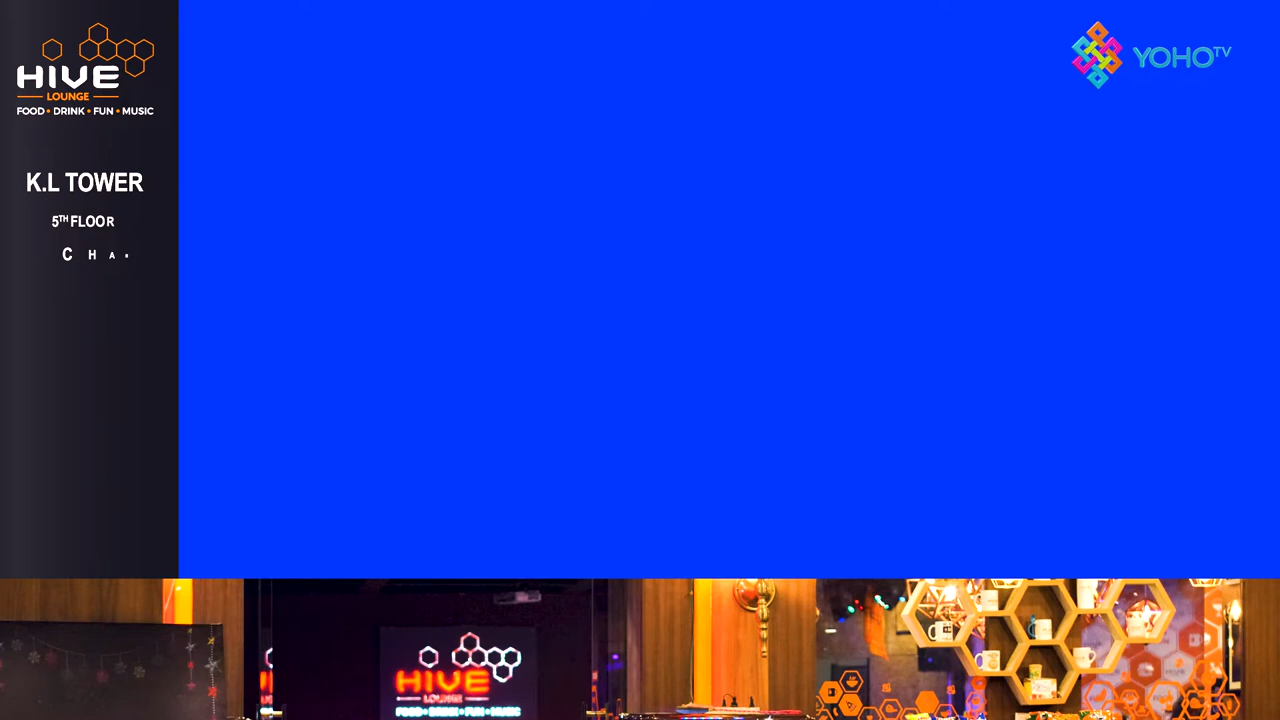 HIVE
LOUNGE
FOOD • DRINK • FUN • MUSIC
YOHO TV
K.L TOWER
5TH FLOOR
C H A
HIVE
LOUNGE
FOOD • DRINK • FUN • MUSIC